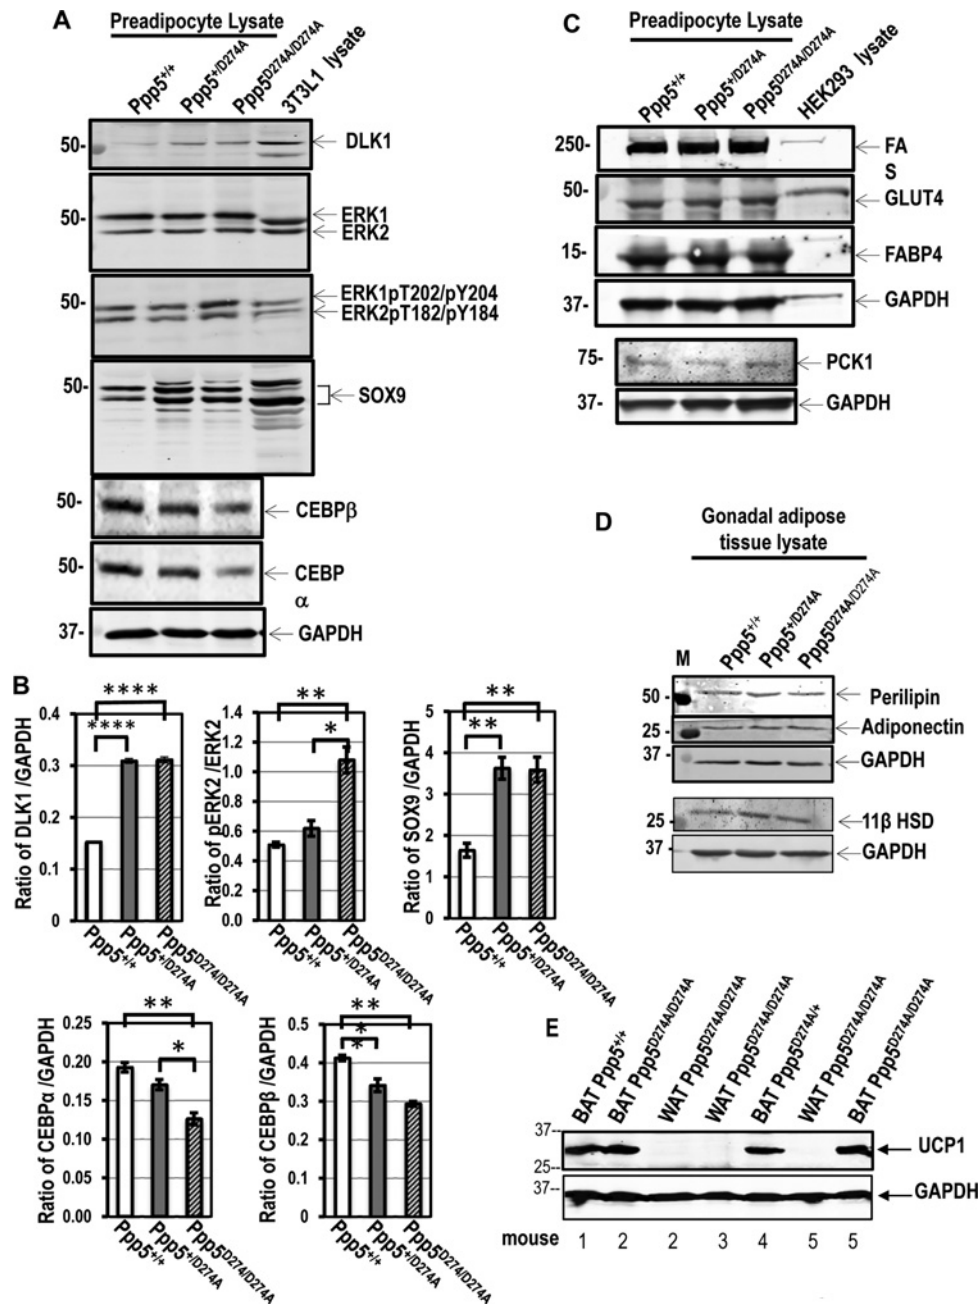 A
Preadipocyte Lysate
Ppp5+/+
Ppp5+/D274A
Ppp5D274A/D274A
3T3L1 lysate
50-
DLK1
50-
ERK1
ERK2
50-
ERK1pT202/pY204
ERK2pT182/pY184
50-
SOX9
50-
CEBPβ
50-
CEBP
α
37-
GAPDH
B
Ratio of DLK1 /GAPDH
0.4
0.3
0.2
0.1
0
****
****
Ppp5+/+
Ppp5+/D274A
Ppp5D274/D274A
Ratio of pERK2 /ERK2
1.4
1.2
1.0
0.8
0.6
0.4
0.2
0.0
**
*
Ppp5+/+
Ppp5+/D274A
Ppp5D274/D274A
Ratio of SOX9 /GAPDH
5
4
3
2
1
0
**
**
Ppp5+/+
Ppp5+/D274A
Ppp5D274/D274A
Ratio of CEBPα /GAPDH
0.25
0.20
0.15
0.10
0.05
0.00
**
*
Ppp5+/+
Ppp5+/D274A
Ppp5D274/D274A
Ratio of CEBPβ /GAPDH
0.5
0.4
0.3
0.2
0.1
0
**
*
*
Ppp5+/+
Ppp5+/D274A
Ppp5D274/D274A
C
Preadipocyte Lysate
Ppp5+/+
Ppp5+/D274A
Ppp5D274A/D274A
HEK293 lysate
250-
FA
S
50-
GLUT4
15-
FABP4
37-
GAPDH
75-
PCK1
37-
GAPDH
D
Gonadal adipose
tissue lysate
M
Ppp5+/+
Ppp5+/D274A
Ppp5D274A/D274A
50-
Perilipin
25-
Adiponectin
37
GAPDH
25-
11β HSD
37
GAPDH
E
BAT Ppp5+/+
BAT Ppp5D274A/D274A
WAT Ppp5D274A/D274A
WAT Ppp5D274A/D274A
BAT Ppp5D274A/+
WAT Ppp5D274A/D274A
BAT Ppp5D274A/D274A
37-
UCP1
25--
37--
GAPDH
mouse 1 2 2 3 4 5 5